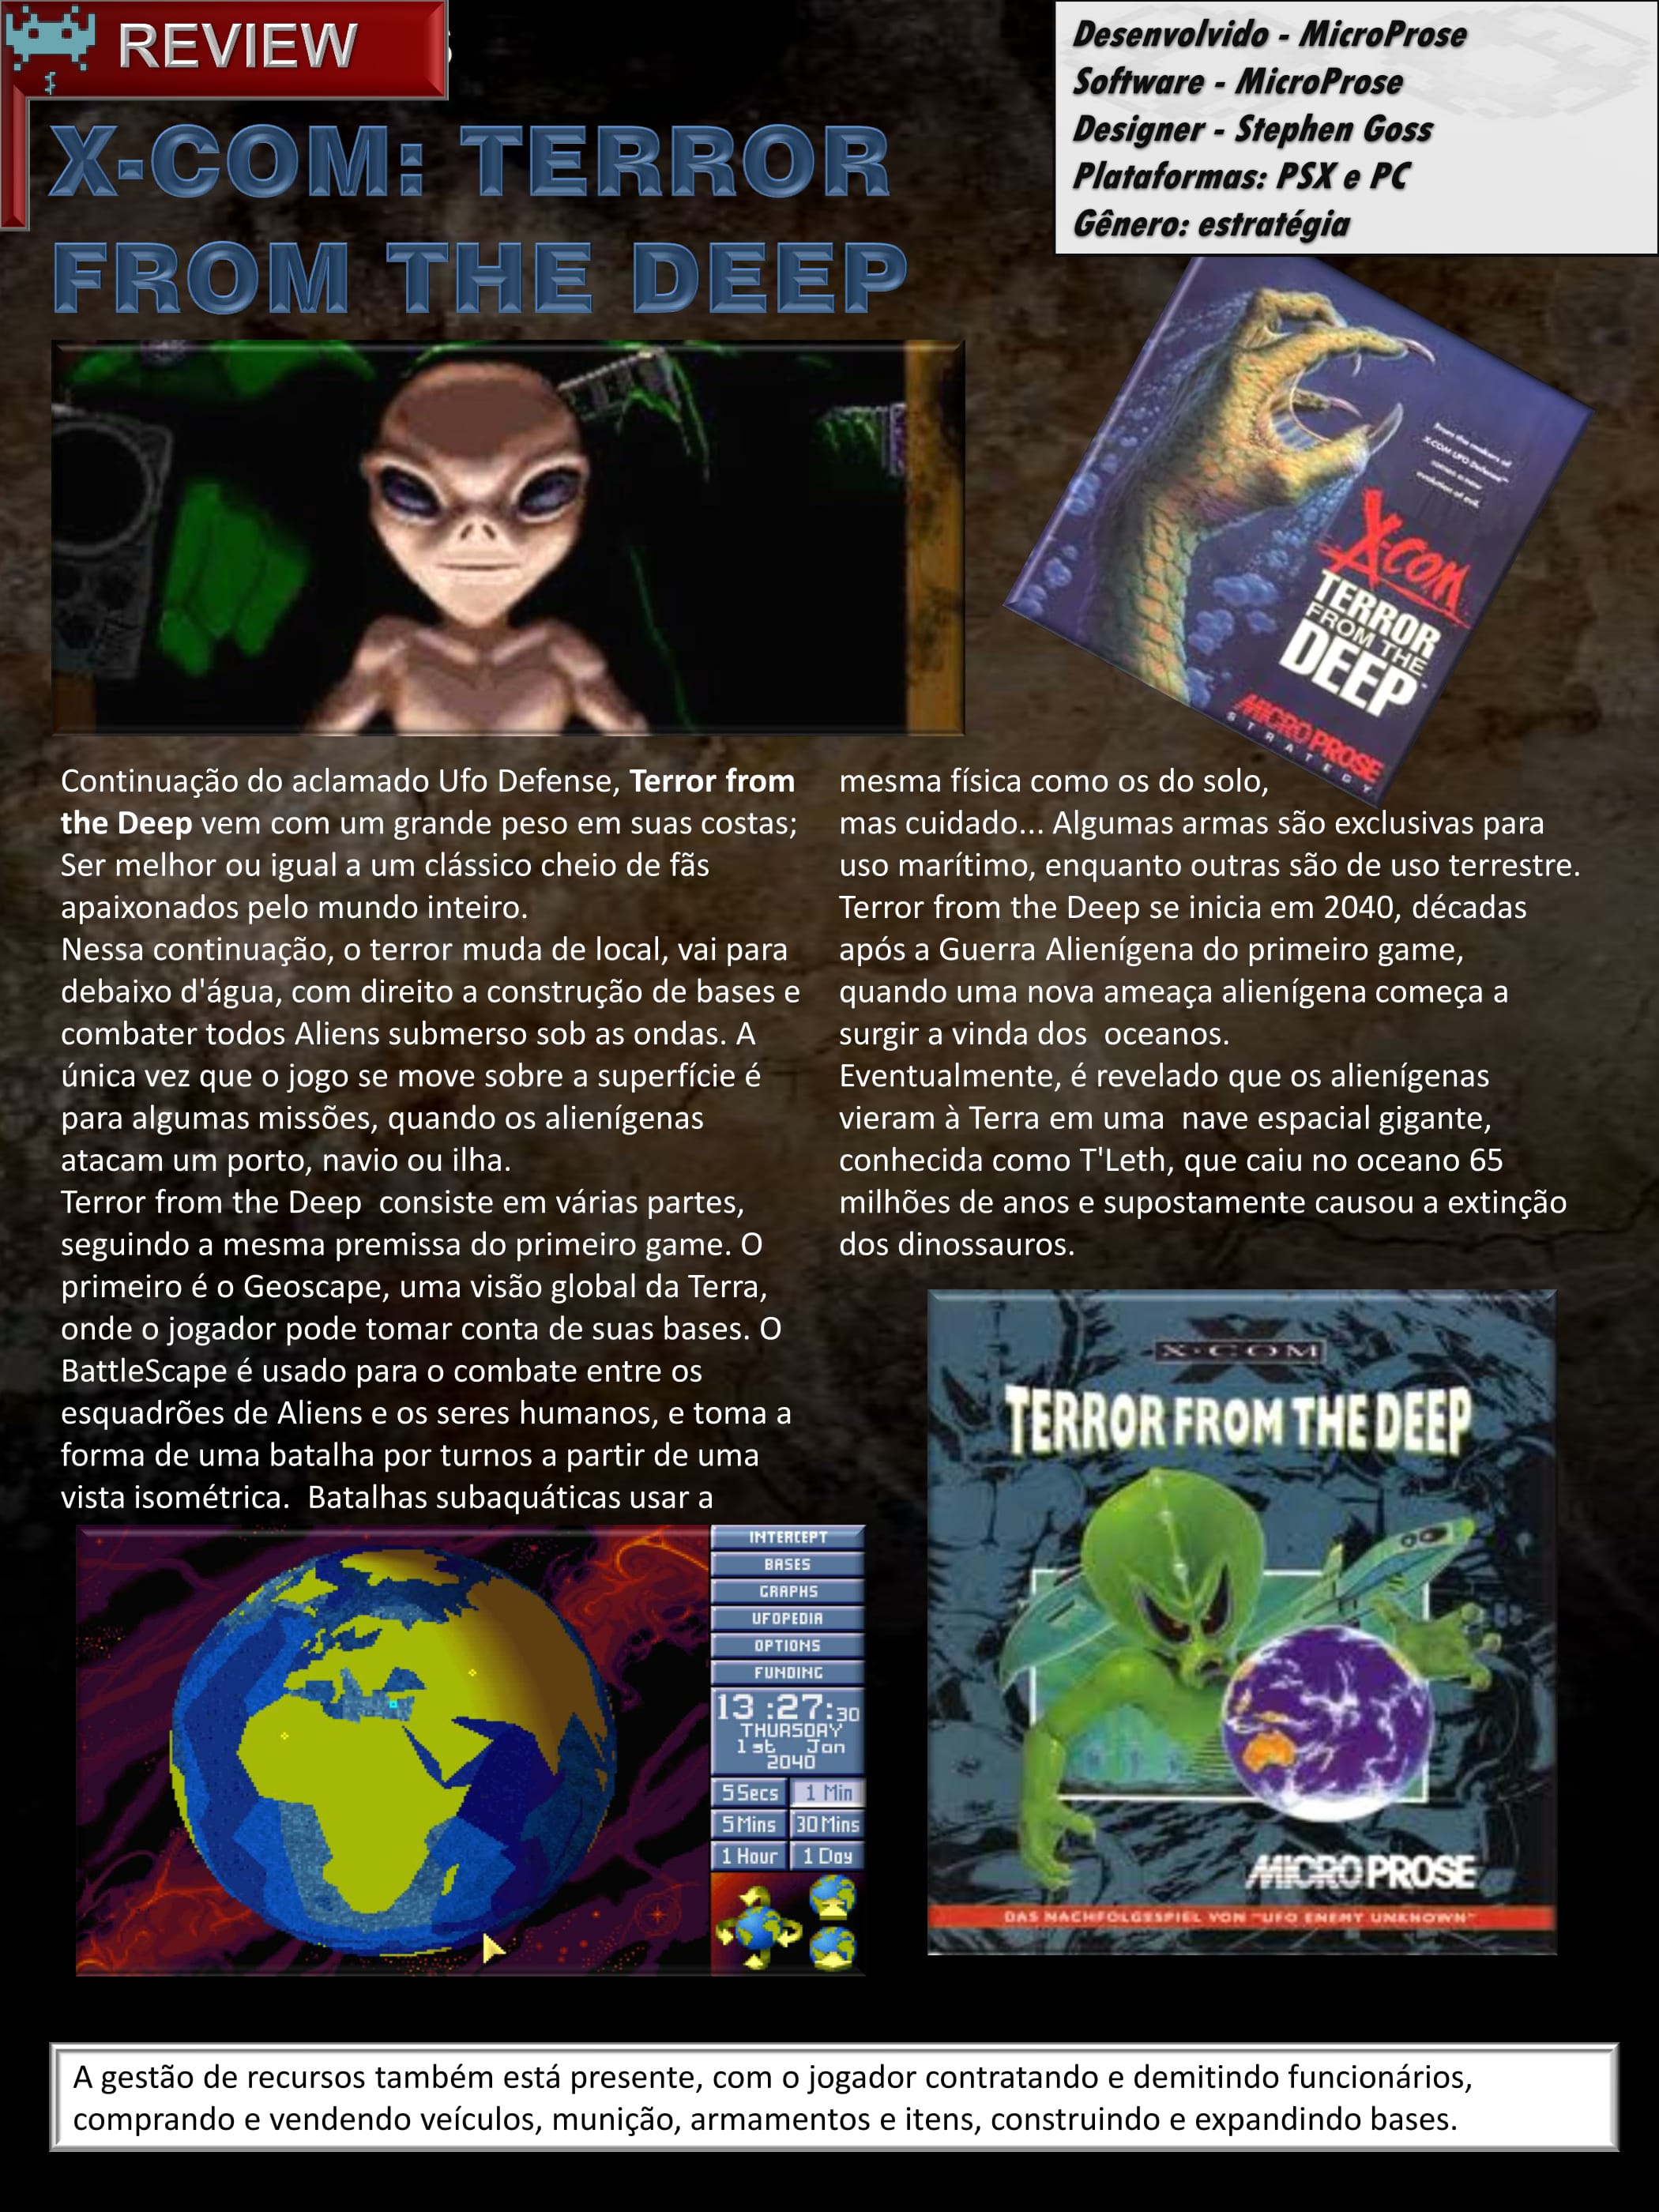 REVIEW
Desenvolvido - MicroProse
Software - MicroProse
Designer - Stephen Goss
Plataformas: PSX e PC
Gênero: estratégia
X-COM: TERROR
FROM THE DEEP
From the makers of
X-COM UFO Defense™
comes a new
evolution of evil.
X-COM
TERROR
FROM THE
DEEP
MICROPROSE
STRATEGY
Continuação do aclamado Ufo Defense, Terror from
the Deep vem com um grande peso em suas costas;
Ser melhor ou igual a um clássico cheio de fãs
apaixonados pelo mundo inteiro.
Nessa continuação, o terror muda de local, vai para
debaixo d'água, com direito a construção de bases e
combater todos Aliens submerso sob as ondas. A
única vez que o jogo se move sobre a superfície é
para algumas missões, quando os alienígenas
atacam um porto, navio ou ilha.
Terror from the Deep  consiste em várias partes,
seguindo a mesma premissa do primeiro game. O
primeiro é o Geoscape, uma visão global da Terra,
onde o jogador pode tomar conta de suas bases. O
BattleScape é usado para o combate entre os
esquadrões de Aliens e os seres humanos, e toma a
forma de uma batalha por turnos a partir de uma
vista isométrica.  Batalhas subaquáticas usar a
mesma física como os do solo,
mas cuidado... Algumas armas são exclusivas para
uso marítimo, enquanto outras são de uso terrestre.
Terror from the Deep se inicia em 2040, décadas
após a Guerra Alienígena do primeiro game,
quando uma nova ameaça alienígena começa a
surgir a vinda dos  oceanos.
Eventualmente, é revelado que os alienígenas
vieram à Terra em uma  nave espacial gigante,
conhecida como T'Leth, que caiu no oceano 65
milhões de anos e supostamente causou a extinção
dos dinossauros.
INTERCEPT
BASES
GRAPHS
UFOPEDIA
OPTIONS
FUNDING
13:27:30
THURSDAY
1st Jan
2040
5 Secs 1 Min
5 Mins 30 Mins
1 Hour 1 Day
X-COM
TERROR FROM THE DEEP
MICROPROSE
DAS NACHFOLGESPIEL VON "UFO ENEMY UNKNOWN"
A gestão de recursos também está presente, com o jogador contratando e demitindo funcionários,
comprando e vendendo veículos, munição, armamentos e itens, construindo e expandindo bases.